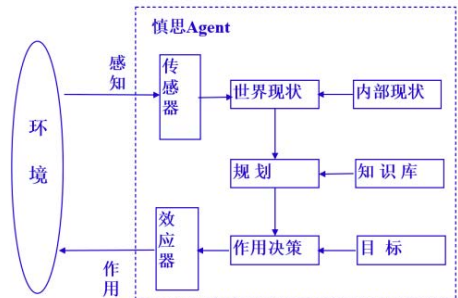 慎思Agent
感知
传感器
世界现状
内部现状
环境
规 划
知 识 库
效应器
作用决策
目 标
作用